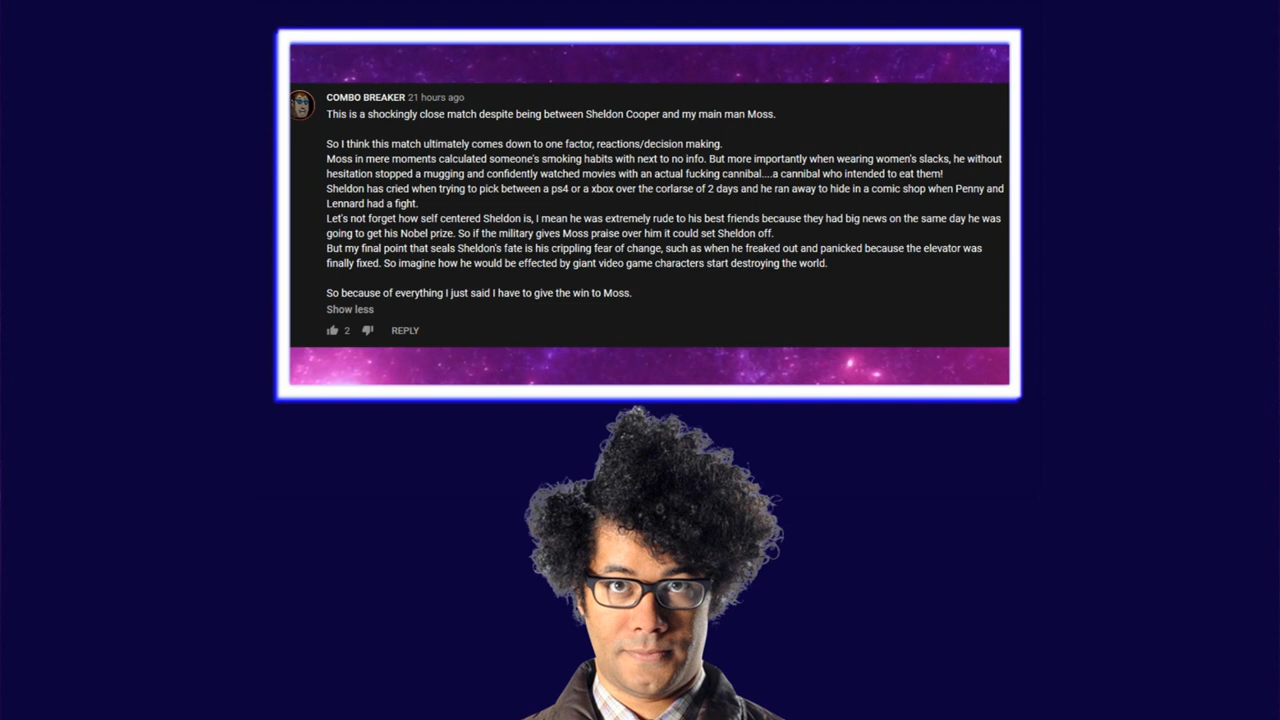 COMBO BREAKER 21 hours ago
This is a shockingly close match despite being between Sheldon Cooper and my main man Moss.
So I think this match ultimately comes down to one factor, reactions/decision making.
Moss in mere moments calculated someone's smoking habits with next to no info. But more importantly when wearing women's slacks, he without
hesitation stopped a mugging and confidently watched movies with an actual fucking cannibal....a cannibal who intended to eat them!
Sheldon has cried when trying to pick between a ps4 or a xbox over the corlarse of 2 days and he ran away to hide in a comic shop when Penny and
Lennard had a fight.
Let's not forget how self centered Sheldon is, I mean he was extremely rude to his best friends because they had big news on the same day he was
going to get his Nobel prize. So if the military gives Moss praise over him it could set Sheldon off.
But my final point that seals Sheldon's fate is his crippling fear of change, such as when he freaked out and panicked because the elevator was
finally fixed. So imagine how he would be effected by giant video game characters start destroying the world.
So because of everything I just said I have to give the win to Moss.
Show less
2 REPLY